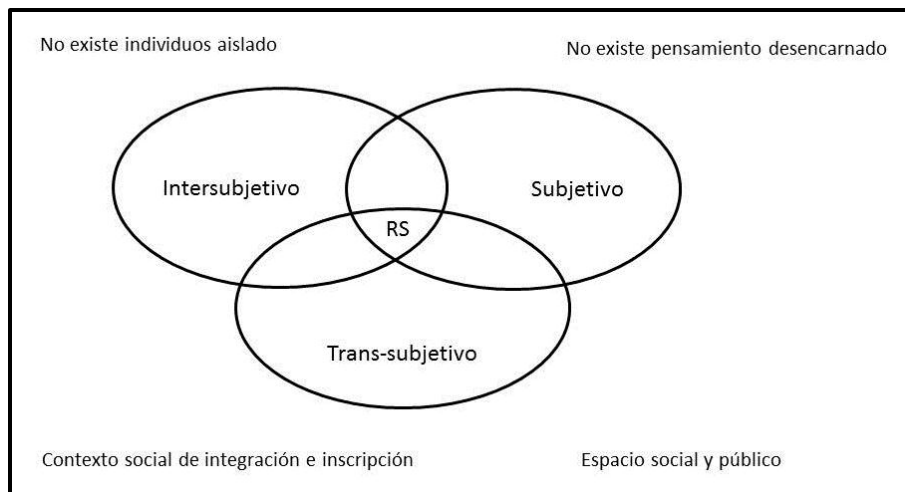 No existe individuos aislado
No existe pensamiento desencarnado
Intersubjetivo
Subjetivo
RS
Trans-subjetivo
Contexto social de integración e inscripción
Espacio social y público